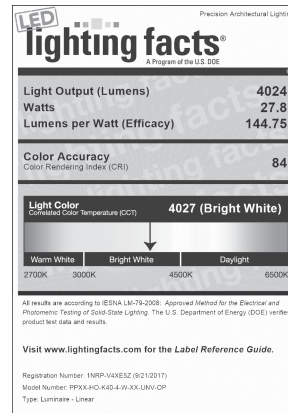 Precision Architectural Lightin
LED
lighting facts®
A Program of the U.S. DOE
Light Output (Lumens) 4024
Watts 27.8
Lumens per Watt (Efficacy) 144.75
Color Accuracy 84
Color Rendering Index (CRI)
Light Color 4027 (Bright White)
Correlated Color Temperature (CCT)
Warm White Bright White Daylight
2700K 3000K 4500K 6500K
All results are according to IESNA LM-79-2008: Approved Method for the Electrical and
Photometric Testing of Solid-State Lighting. The U.S. Department of Energy (DOE) verifie
product test data and results.
Visit www.lightingfacts.com for the Label Reference Guide.
Registration Number: 1NRP-V4XE5Z (9/21/2017)
Model Number: PPXX-HO-K40-4-W-XX-UNV-OP
Type: Luminaire - Linear